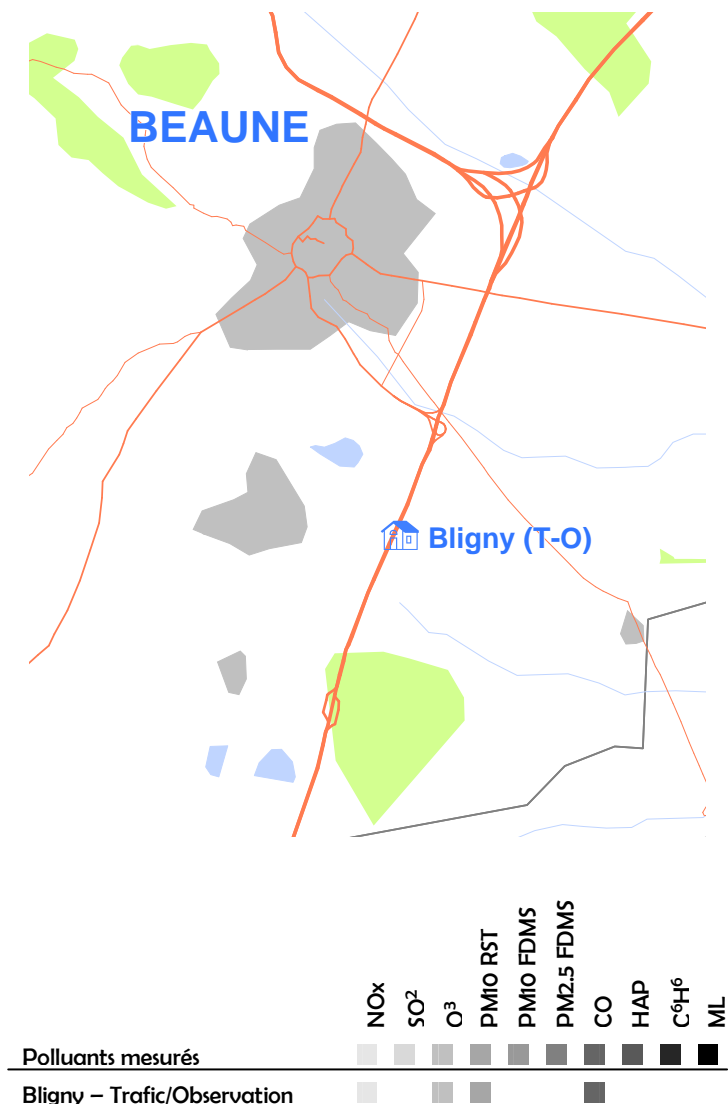 BEAUNE
Bligny (T-O)
NOx
SO²
O³
PM10 RST
PM10 FDMS
PM2.5 FDMS
CO
HAP
C⁶H⁶
ML
Polluants mesurés
Bligny – Trafic/Observation